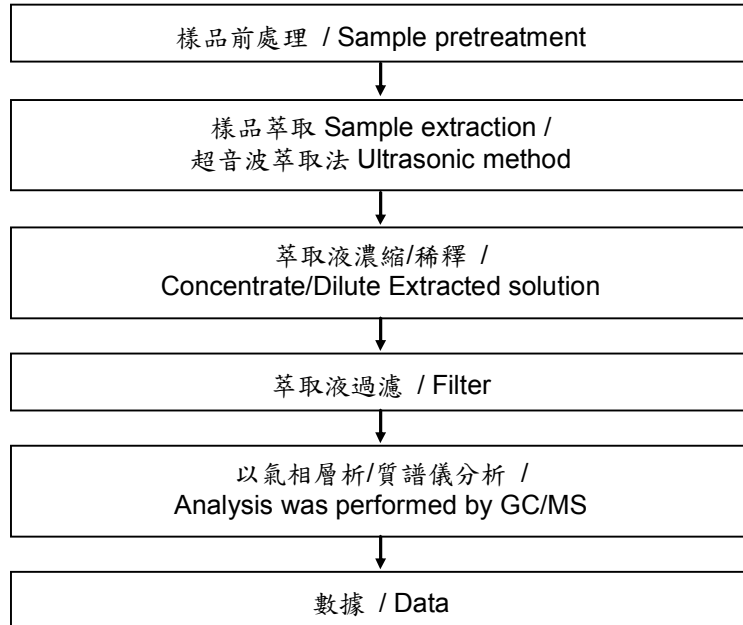 樣品前處理 / Sample pretreatment
樣品萃取 Sample extraction /
超音波萃取法 Ultrasonic method
萃取液濃縮/稀釋 /
Concentrate/Dilute Extracted solution
萃取液過濾 / Filter
以氣相層析/質譜儀分析 /
Analysis was performed by GC/MS
數據 / Data